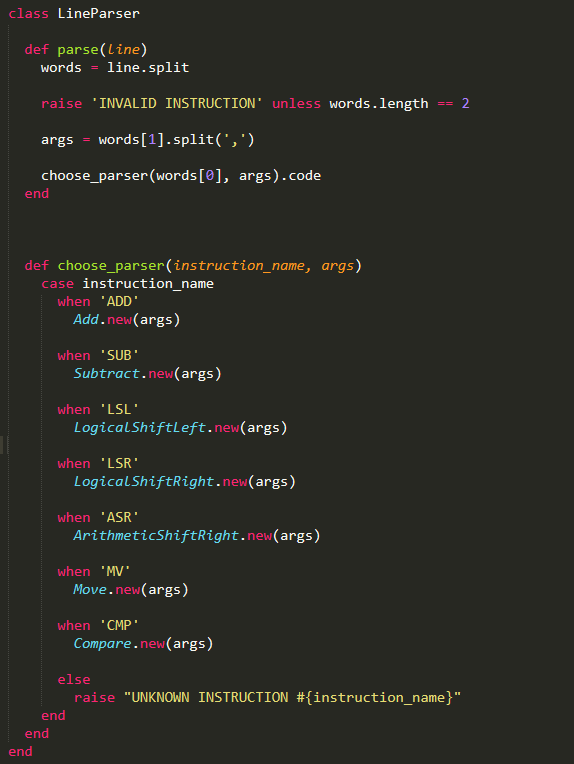 class LineParser
def parse(line)
words = line.split
raise 'INVALID INSTRUCTION' unless words.length == 2
args = words[1].split(',')
choose_parser(words[0], args).code
end
def choose_parser(instruction_name, args)
case instruction_name
when 'ADD'
Add.new(args)
when 'SUB'
Subtract.new(args)
when 'LSL'
LogicalShiftLeft.new(args)
when 'LSR'
LogicalShiftRight.new(args)
when 'ASR'
ArithmeticShiftRight.new(args)
when 'MV'
Move.new(args)
when 'CMP'
Compare.new(args)
else
raise "UNKNOWN INSTRUCTION #{instruction_name}"
end
end
end